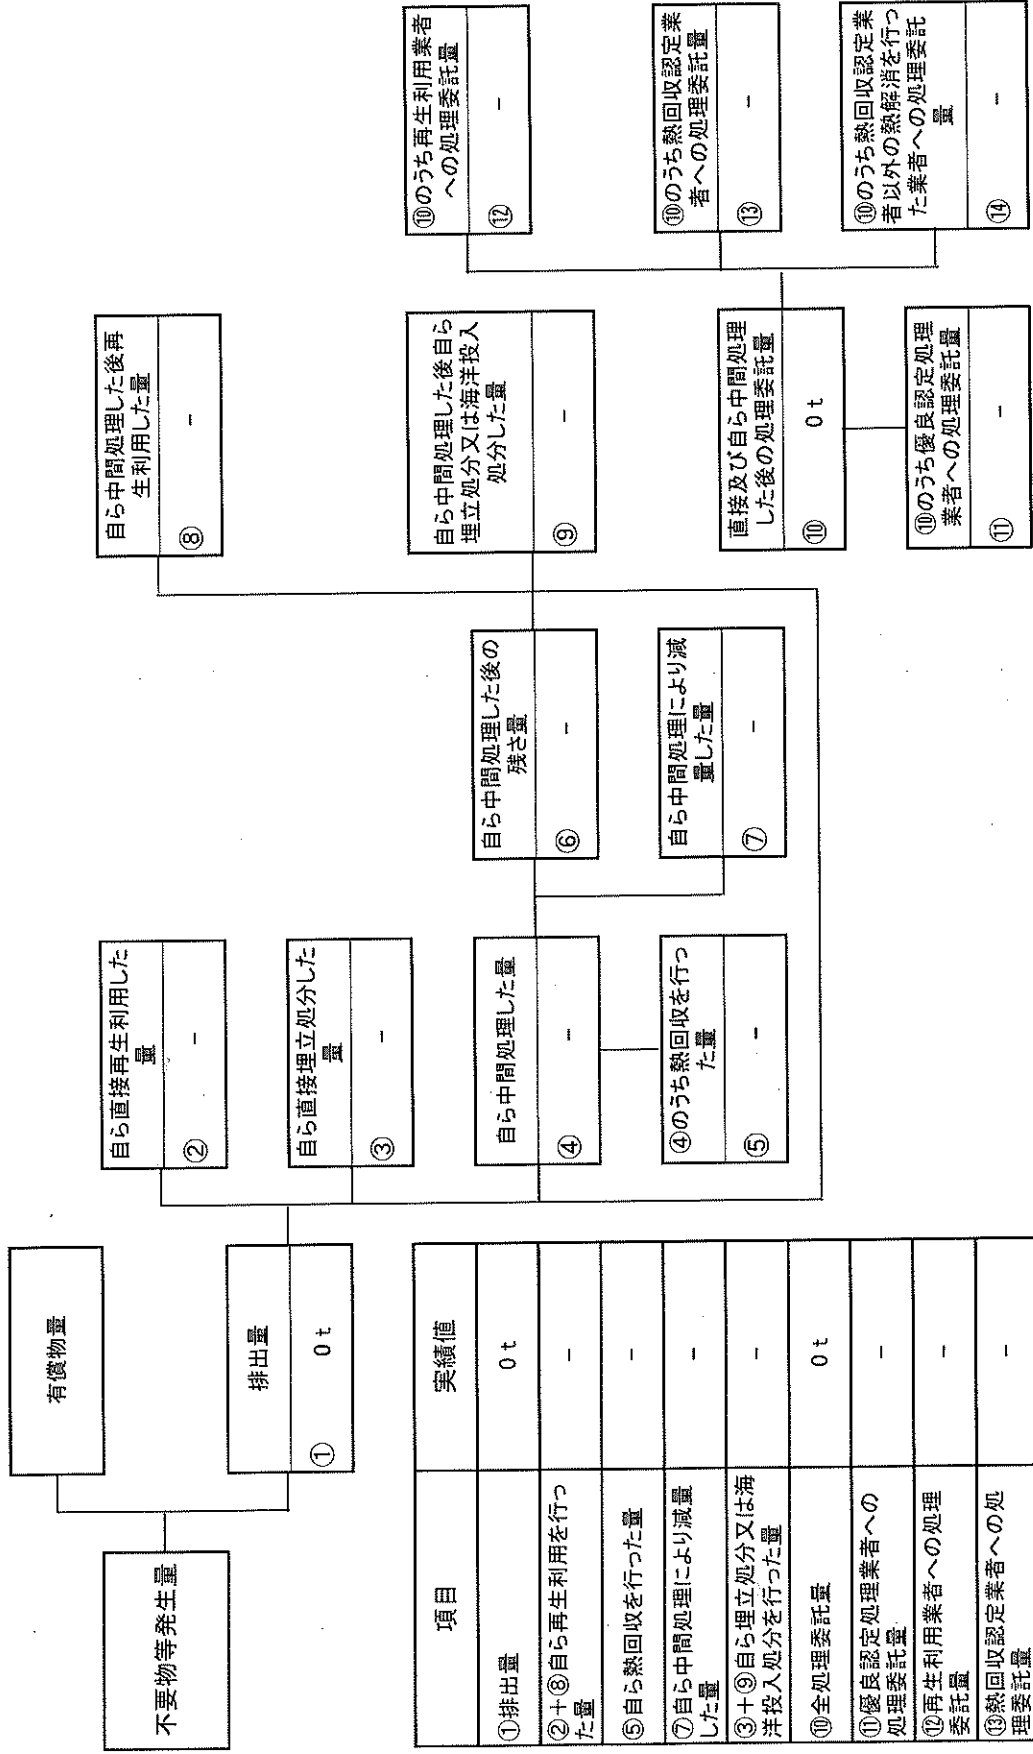 不要物等発生量
有償物量
排出量
① 0 t
自ら直接再生利用した
量
② －
自ら直接埋立処分した
量
③ －
自ら中間処理した量
④ －
④のうち熱回収を行っ
た量
⑤ －
自ら中間処理した後の
残さ量
⑥ －
自ら中間処理により減
量した量
⑦ －
自ら中間処理した後再
生利用した量
⑧ －
自ら中間処理した後自ら
埋立処分又は海洋投入
処分した量
⑨ －
直接及び自ら中間処理
した後の処理委託量
⑩ 0 t
⑩のうち優良認定処理
業者への処理委託量
⑪ －
⑩のうち再生利用業者
への処理委託量
⑫ －
⑩のうち熱回収認定業
者への処理委託量
⑬ －
⑩のうち熱回収認定業
者以外の熱解消を行っ
た業者への処理委託
量
⑭ －
項目 実績値
①排出量 0 t
②＋⑧自ら再生利用を行っ
た量 －
⑤自ら熱回収を行った量 －
⑦自ら中間処理により減量
した量 －
③＋⑨自ら埋立処分又は海
洋投入処分を行った量 －
⑩全処理委託量 0 t
⑪優良認定処理業者への
処理委託量 －
⑫再生利用業者への処理
委託量 －
⑬熱回収認定業者への処
理委託量 －